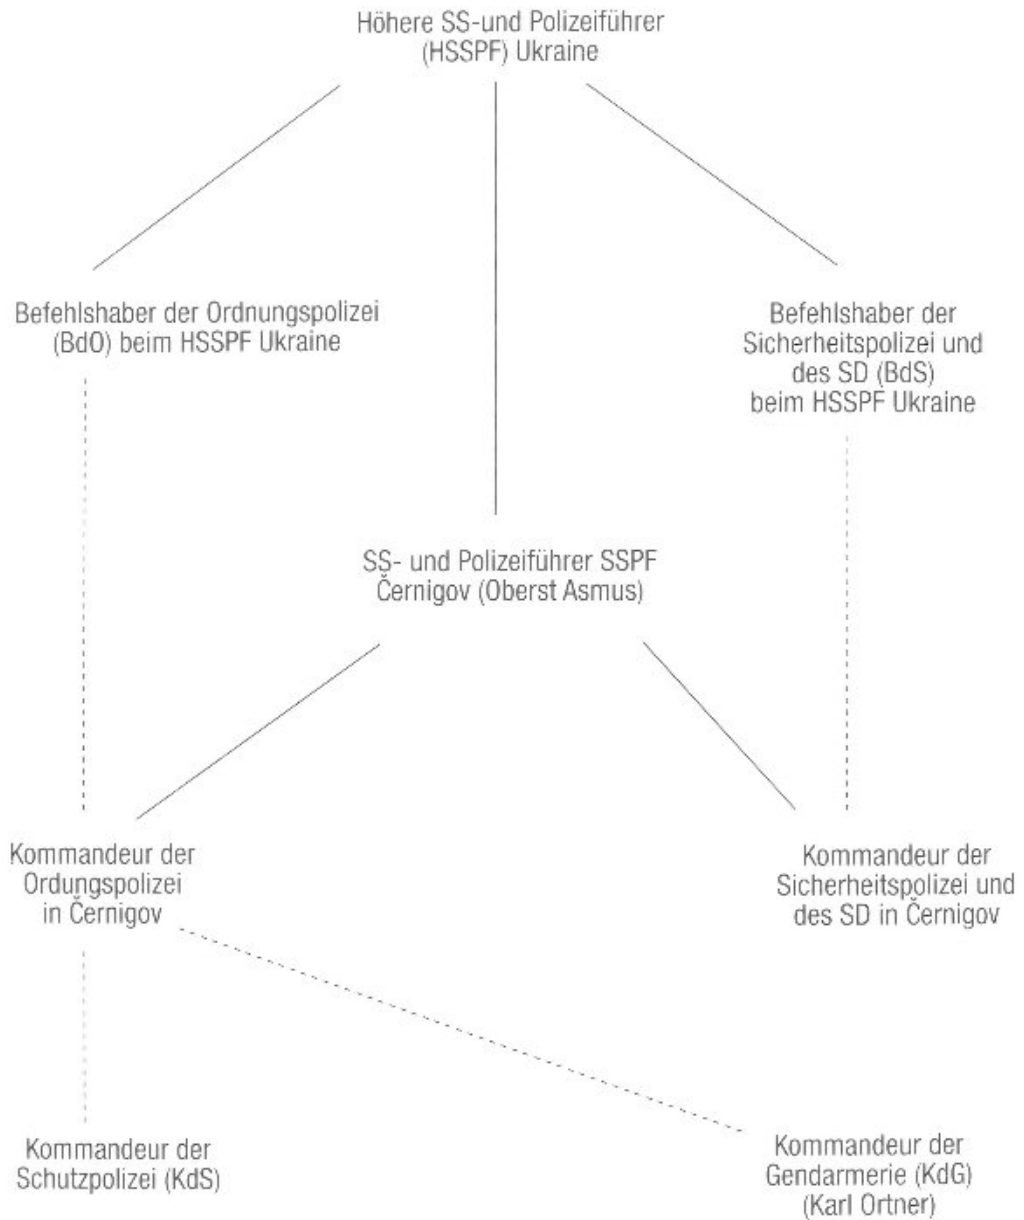 Höhere SS-und Polizeiführer
(HSSPF) Ukraine
Befehlshaber der Ordnungspolizei
(BdO) beim HSSPF Ukraine
Befehlshaber der
Sicherheitspolizei und
des SD (BdS)
beim HSSPF Ukraine
SS- und Polizeiführer SSPF
Černigov (Oberst Asmus)
Kommandeur der
Ordungspolizei
in Černigov
Kommandeur der
Sicherheitspolizei und
des SD in Černigov
Kommandeur der
Schutzpolizei (KdS)
Kommandeur der
Gendarmerie (KdG)
(Karl Ortner)